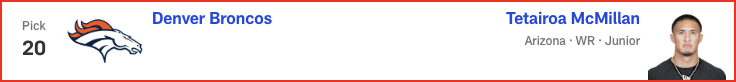 Pick
20
Denver Broncos
Tetairoa McMillan
Arizona · WR · Junior